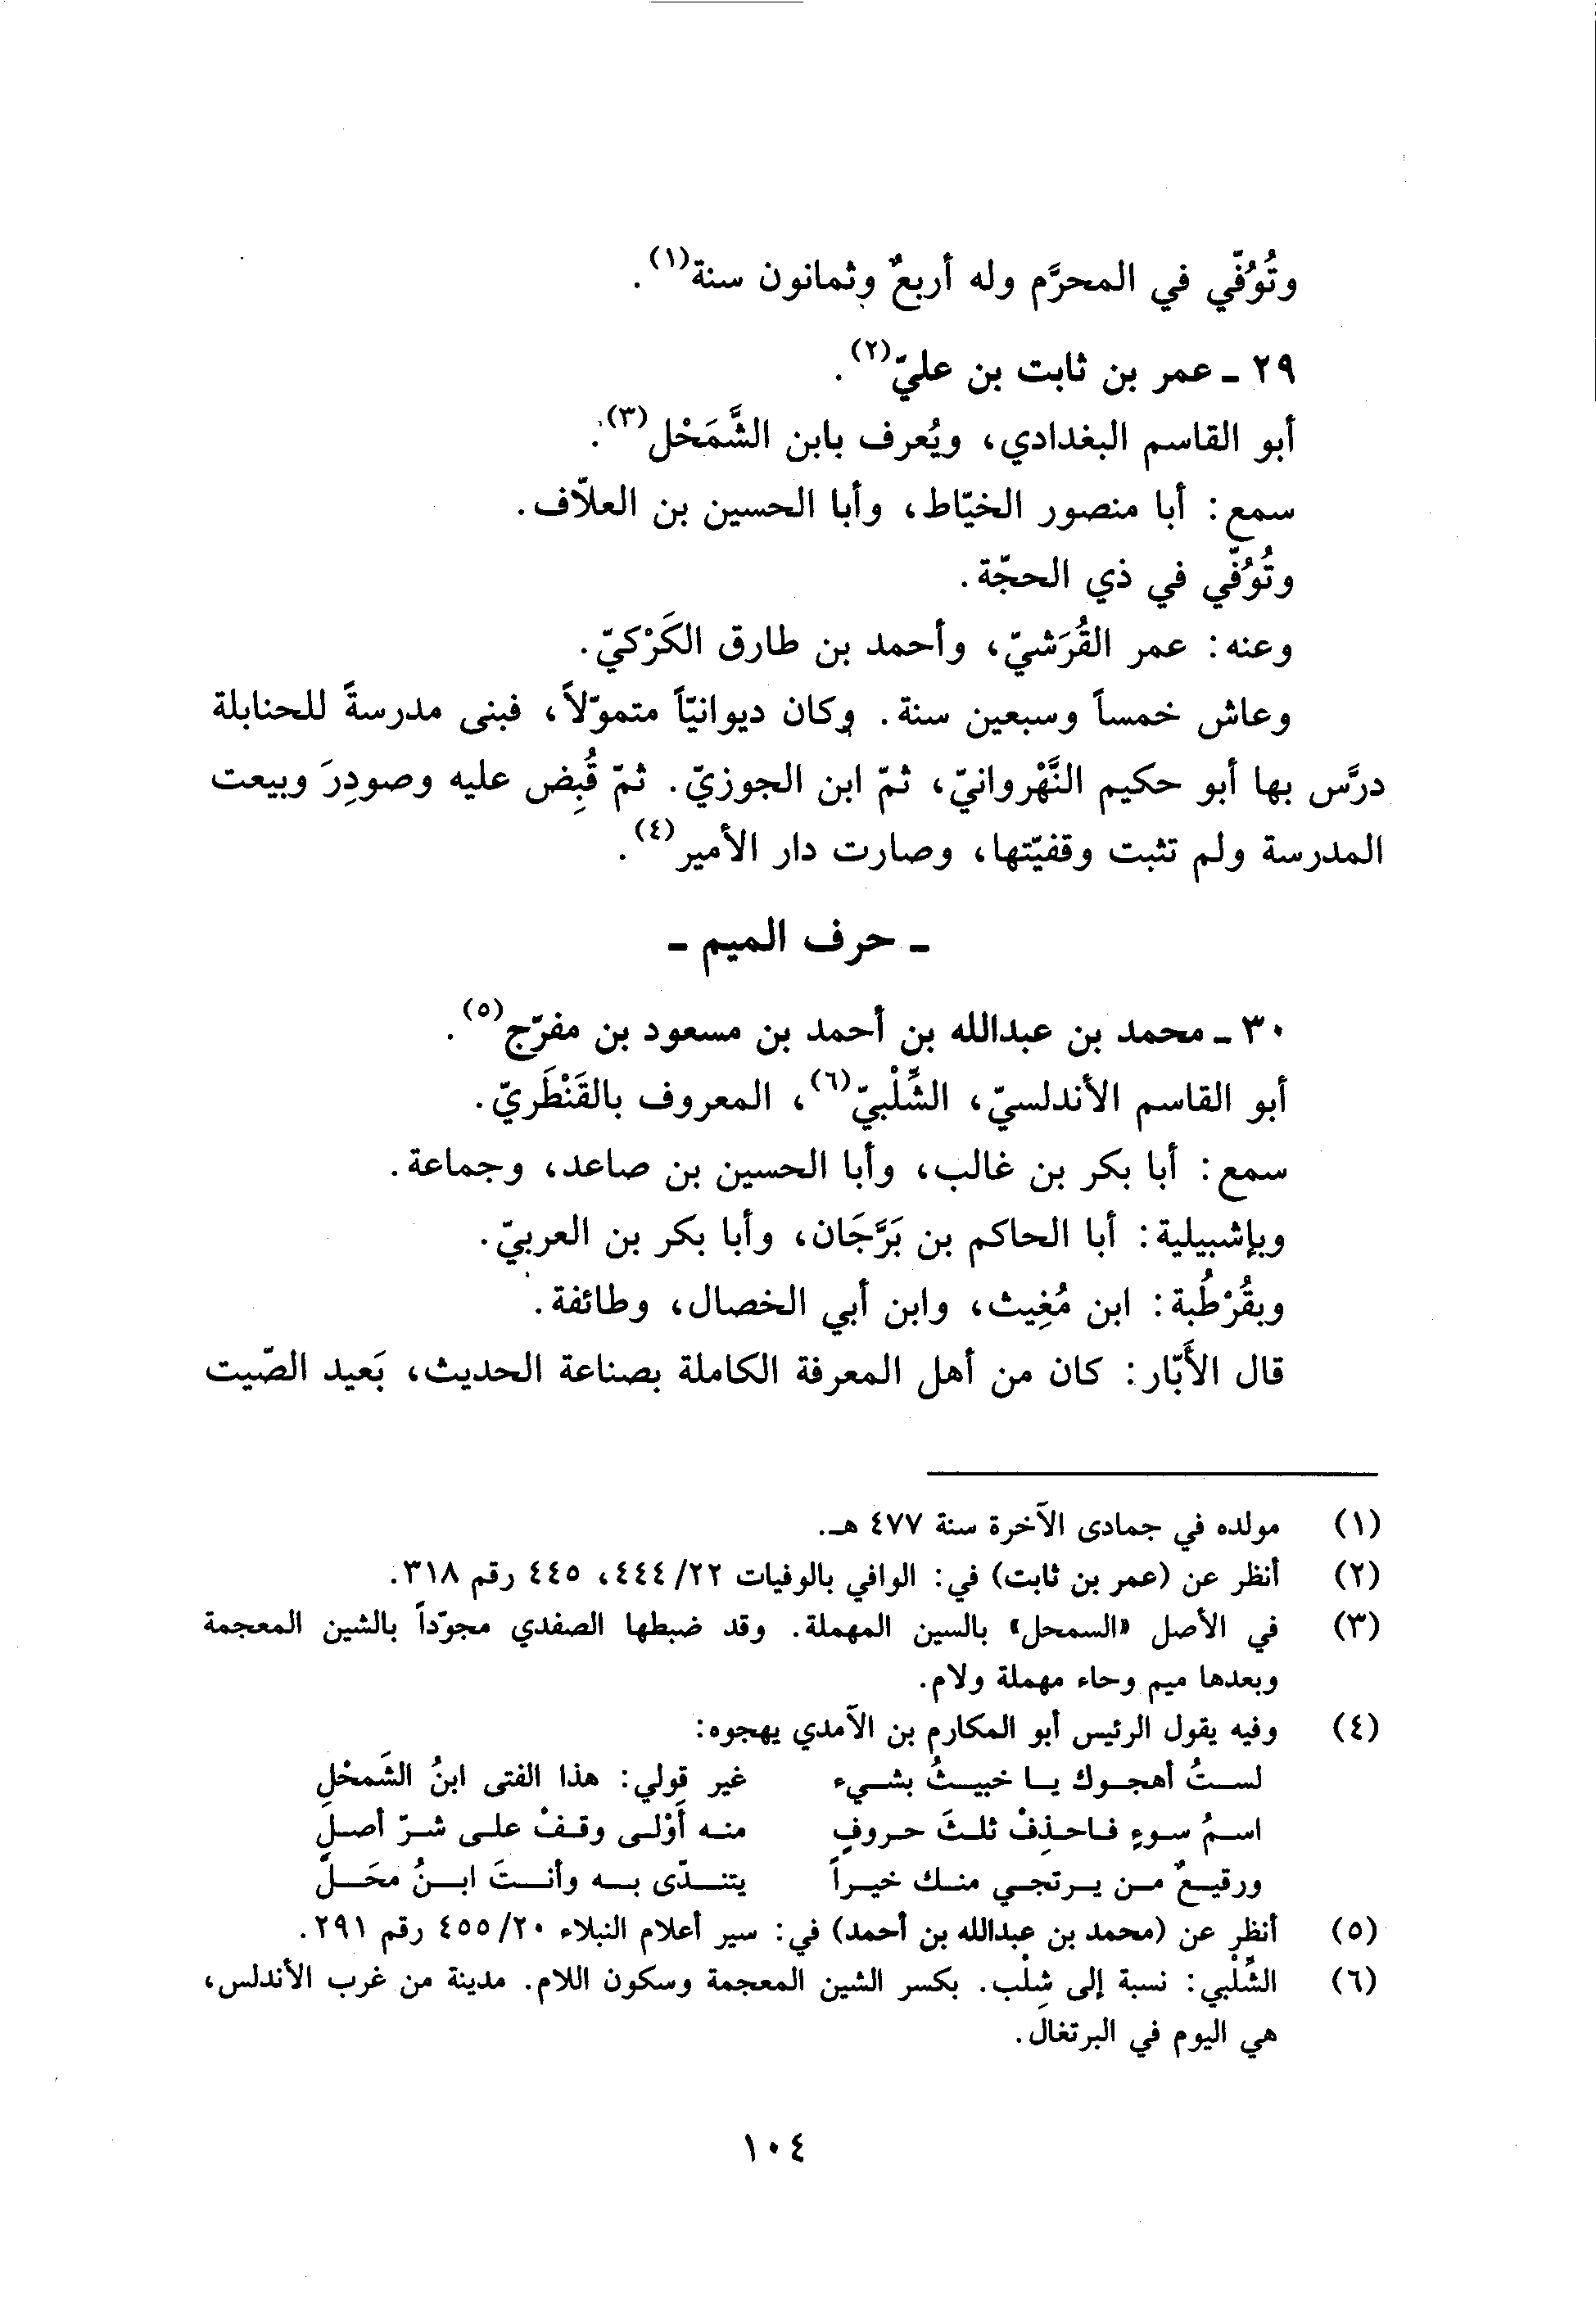 وتُوُفّي في المحرَّم وله أربعٌ وثمانون سنة(١).
٢٩ ـ عمر بن ثابت بن عليّ(٢).
أبو القاسم البغدادي، ويُعرف بابن الشَّمَحْل(٣).
سمع: أبا منصور الخيّاط، وأبا الحسين بن العلاّف.
وتُوُفّي في ذي الحجّة.
وعنه: عمر القُرَشيّ، وأحمد بن طارق الكَرْكيّ.
وعاش خمساً وسبعين سنة. وكان ديوانيّاً متموّلاً، فبنى مدرسةً للحنابلة
درَّس بها أبو حكيم النَّهْروانيّ، ثمّ ابن الجوزيّ. ثمّ قُبِض عليه وصودِرَ وبيعت
المدرسة ولم تثبت وقفيّتها، وصارت دار الأمير(٤).
ـ حرف الميم ـ
٣٠ ـ محمد بن عبدالله بن أحمد بن مسعود بن مفرّج(٥).
أبو القاسم الأندلسيّ، الشِّلْبيّ(٦)، المعروف بالقَنْطَريّ.
سمع: أبا بكر بن غالب، وأبا الحسين بن صاعد، وجماعة.
وبإشبيلية: أبا الحاكم بن بَرَّجَان، وأبا بكر بن العربيّ.
وبقُرْطُبة: ابن مُغِيث، وابن أبي الخصال، وطائفة.
قال الأَبّار: كان من أهل المعرفة الكاملة بصناعة الحديث، بَعيد الصّيت
(١) مولده في جمادى الآخرة سنة ٤٧٧ هـ.
(٢) أنظر عن (عمر بن ثابت) في: الوافي بالوفيات ٢٢/ ٤٤٤، ٤٤٥ رقم ٣١٨.
(٣) في الأصل «السمحل» بالسين المهملة. وقد ضبطها الصفدي مجوّداً بالشين المعجمة
وبعدها ميم وحاء مهملة ولام.
(٤) وفيه يقول الرئيس أبو المكارم بن الآمدي يهجوه:
لستُ أهجوك يا خبيثُ بشيء غير قولي: هذا الفتى ابنُ الشَمحْلِ
اسمُ سوءٍ فاحذِفْ ثلثَ حروفٍ منه أَوْلى وقفْ على شرّ أصلِ
ورقيعٌ من يرتجي منك خيراً يتندّى به وأنتَ ابنُ محَلّ
(٥) أنظر عن (محمد بن عبدالله بن أحمد) في: سير أعلام النبلاء ٢٠/ ٤٥٥ رقم ٢٩١.
(٦) الشِّلْبي: نسبة إلى شِلْب. بكسر الشين المعجمة وسكون اللام. مدينة من غرب الأندلس،
هي اليوم في البرتغال.
١٠٤